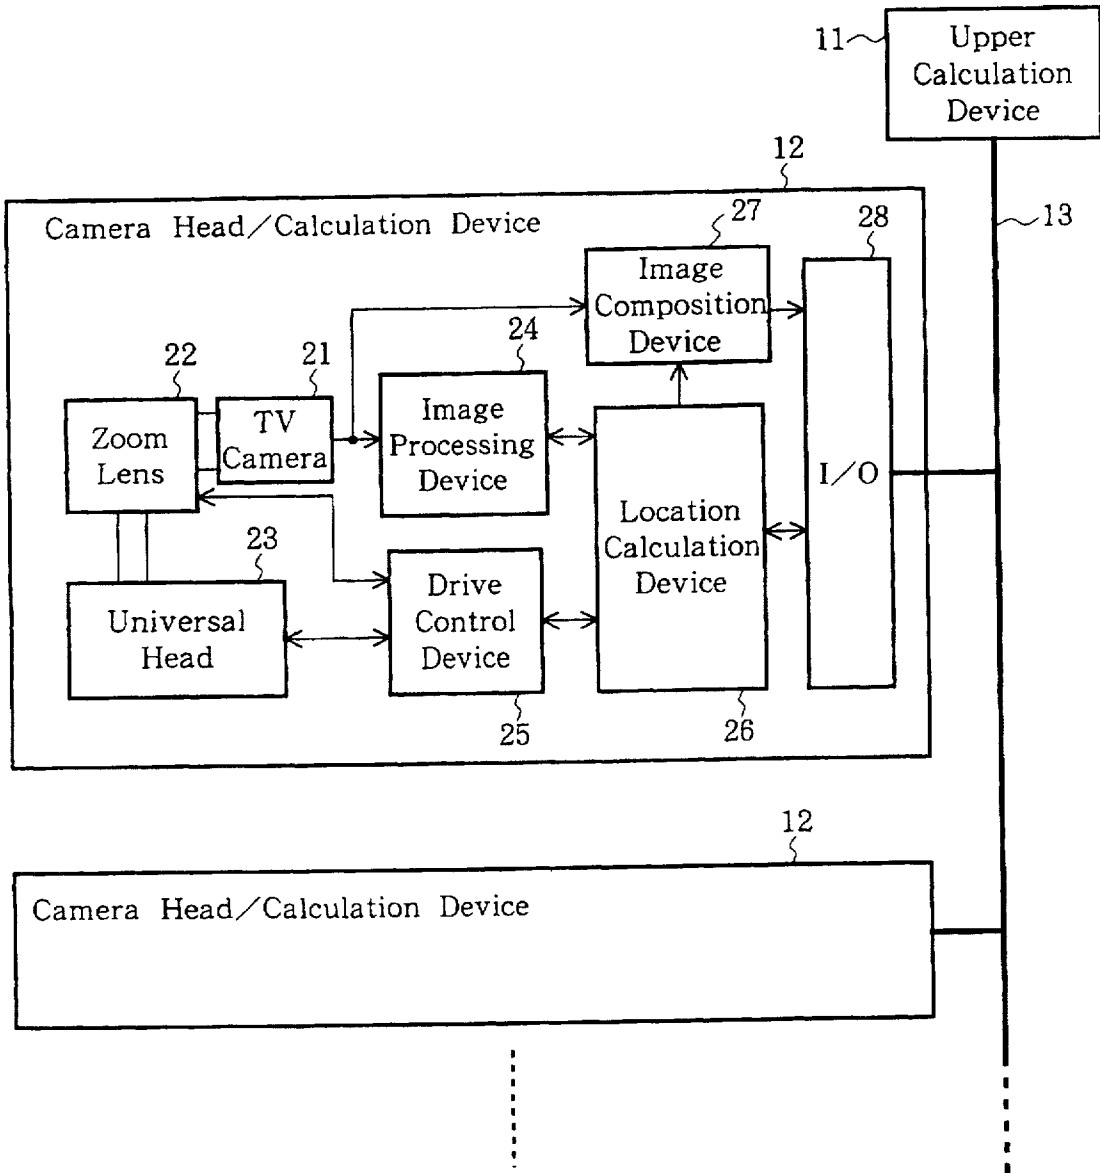 11
Upper
Calculation
Device
12
13
Camera Head/Calculation Device
27
28
Image
Composition
Device
24
22
21
Image
Processing
Device
TV
Camera
Zoom
Lens
I/O
Location
Calculation
Device
23
Drive
Control
Device
Universal
Head
25
26
12
Camera Head/Calculation Device